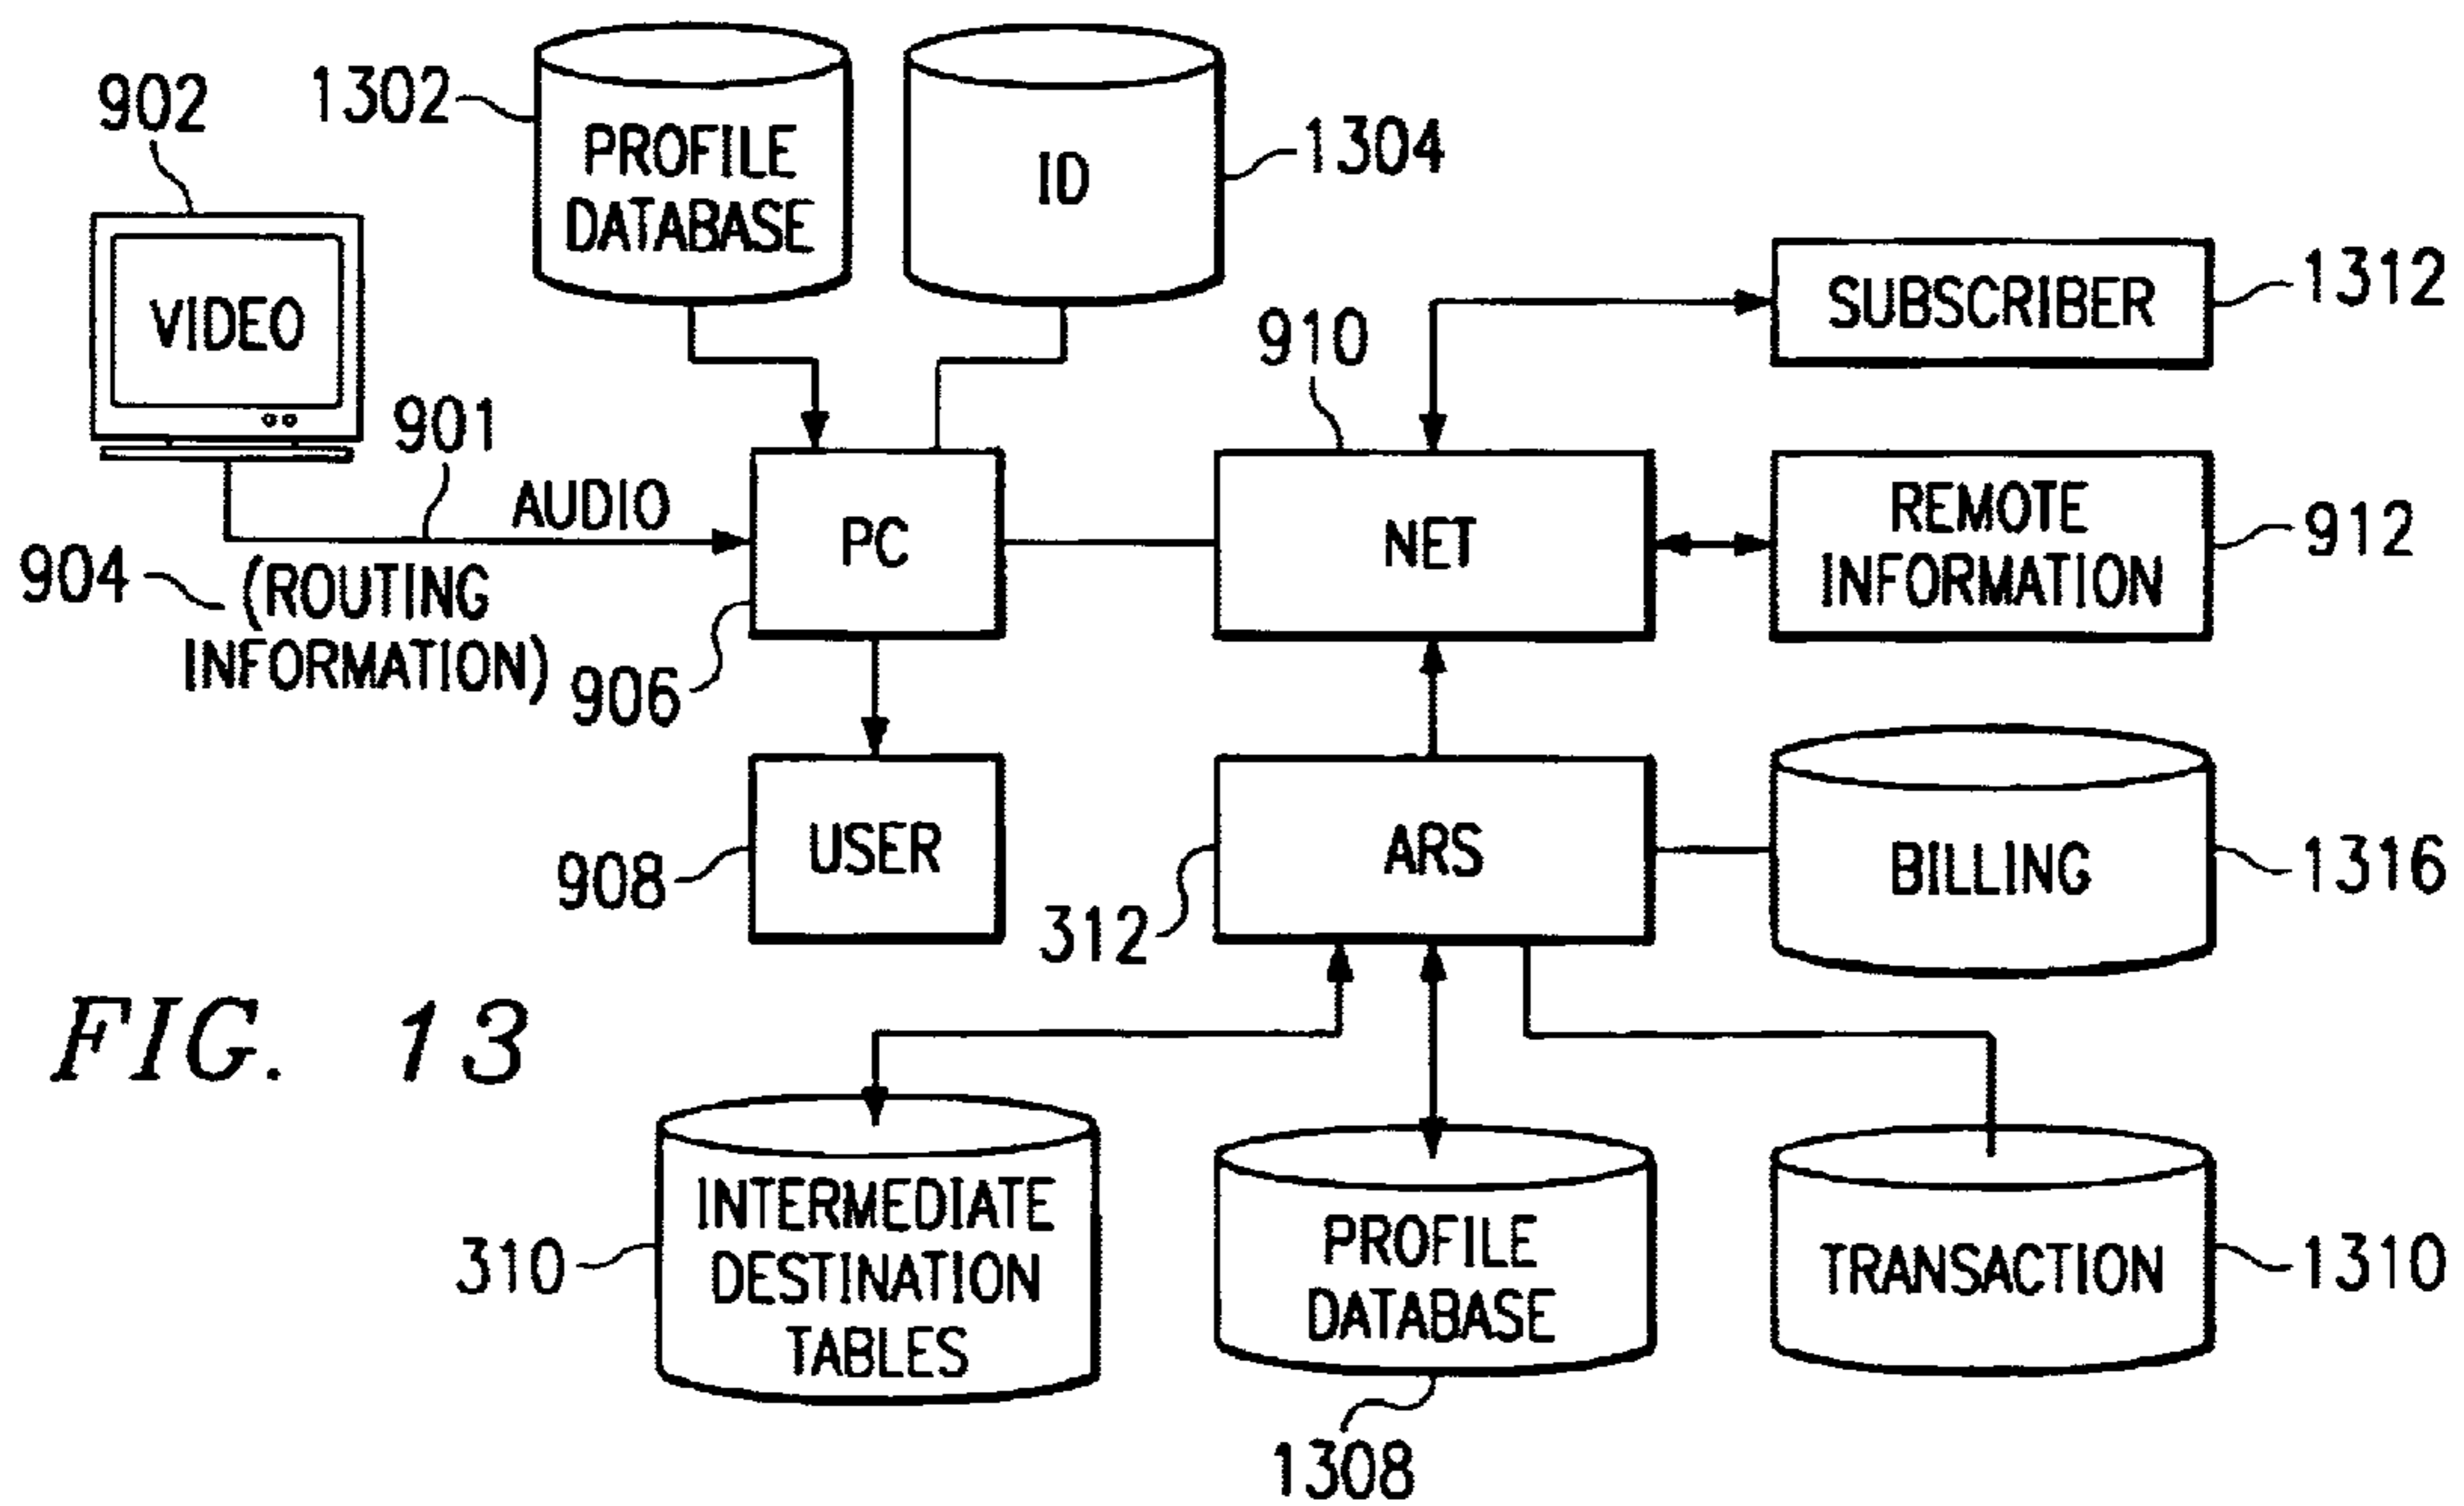 902
1302
PROFILE
DATABASE
ID
1304
VIDEO
901
AUDIO
904
(ROUTING
INFORMATION)
PC
906
910
NET
SUBSCRIBER
1312
REMOTE
INFORMATION
912
USER
908
ARS
312
BILLING
1316
FIG. 13
INTERMEDIATE
DESTINATION
TABLES
310
PROFILE
DATABASE
1308
TRANSACTION
1310